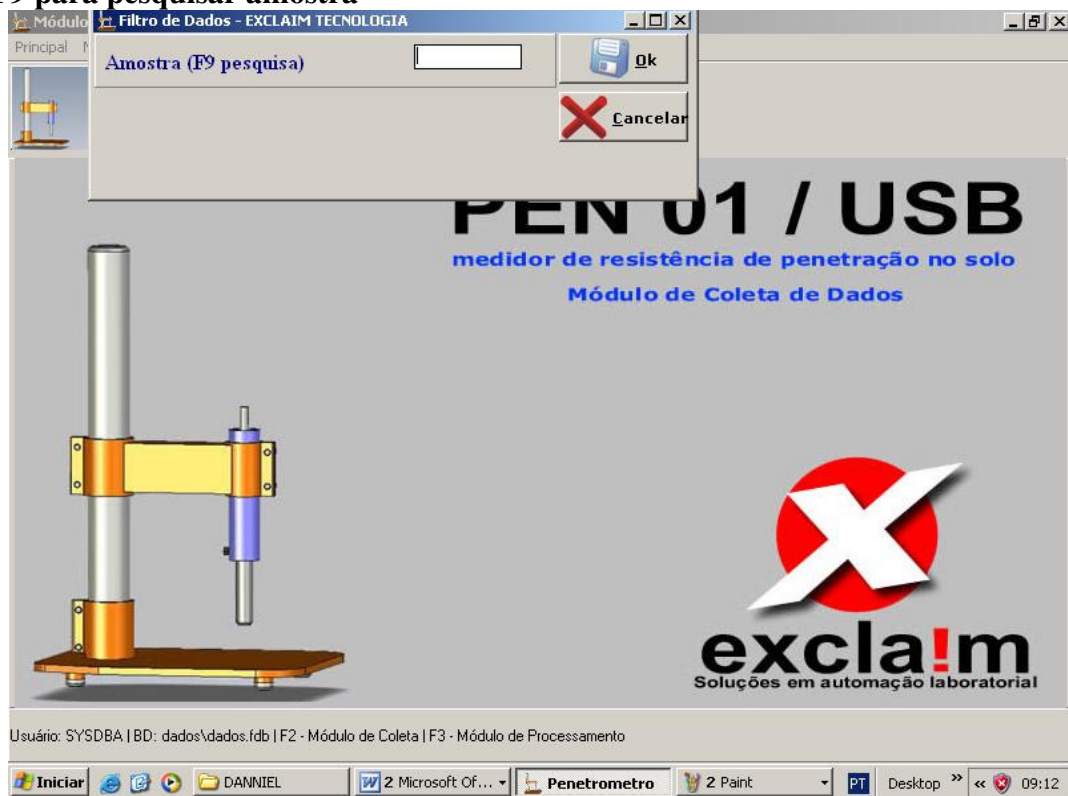 F9 para pesquisar amostra
Módulo
Filtro de Dados - EXCLAIM TECNOLOGIA
Principal
Amostra (F9 pesquisa)
Ok
Cancelar
PEN 01 / USB
medidor de resistência de penetração no solo
Módulo de Coleta de Dados
excla!m
Soluções em automação laboratorial
Usuário: SYSDBA | BD: dados\dados.fdb | F2 - Módulo de Coleta | F3 - Módulo de Processamento
Iniciar DANNIEL 2 Microsoft Of... Penetrometro 2 Paint PT Desktop » « 09:12